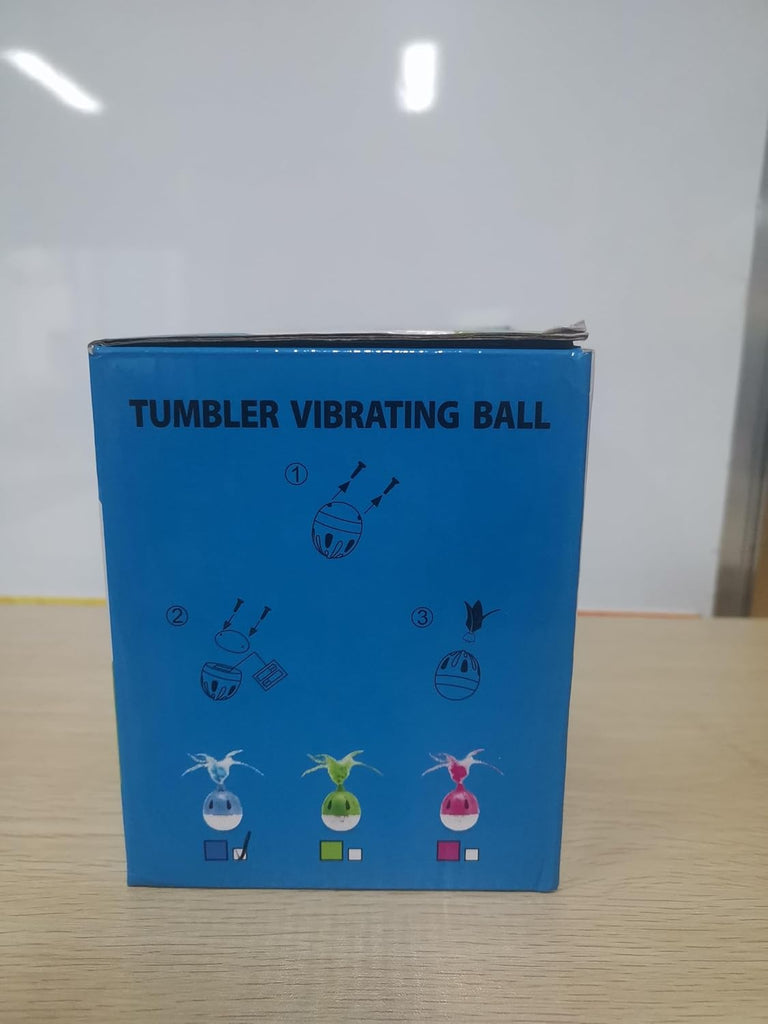 TUMBLER VIBRATING BALL
①
②
③